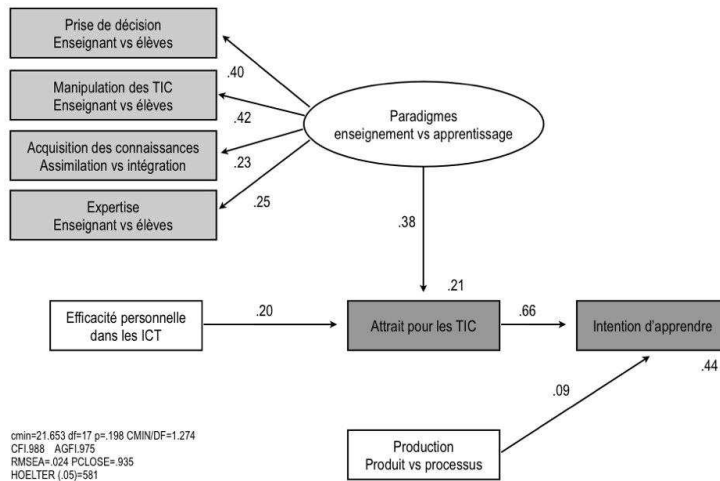 Prise de décision
Enseignant vs élèves
.40
Manipulation des TIC
Enseignant vs élèves
.42
Acquisition des connaissances
Assimilation vs intégration
.23
Expertise
Enseignant vs élèves
.25
Paradigmes
enseignement vs apprentissage
.38
.21
Efficacité personnelle
dans les ICT
.20
Attrait pour les TIC
.66
Intention d'apprendre
.44
.09
Production
Produit vs processus
cmin=21.653 df=17 p=.198 CMIN/DF=1.274
CFI.988 AGFI.975
RMSEA=.024 PCLOSE=.935
HOELTER (.05)=581